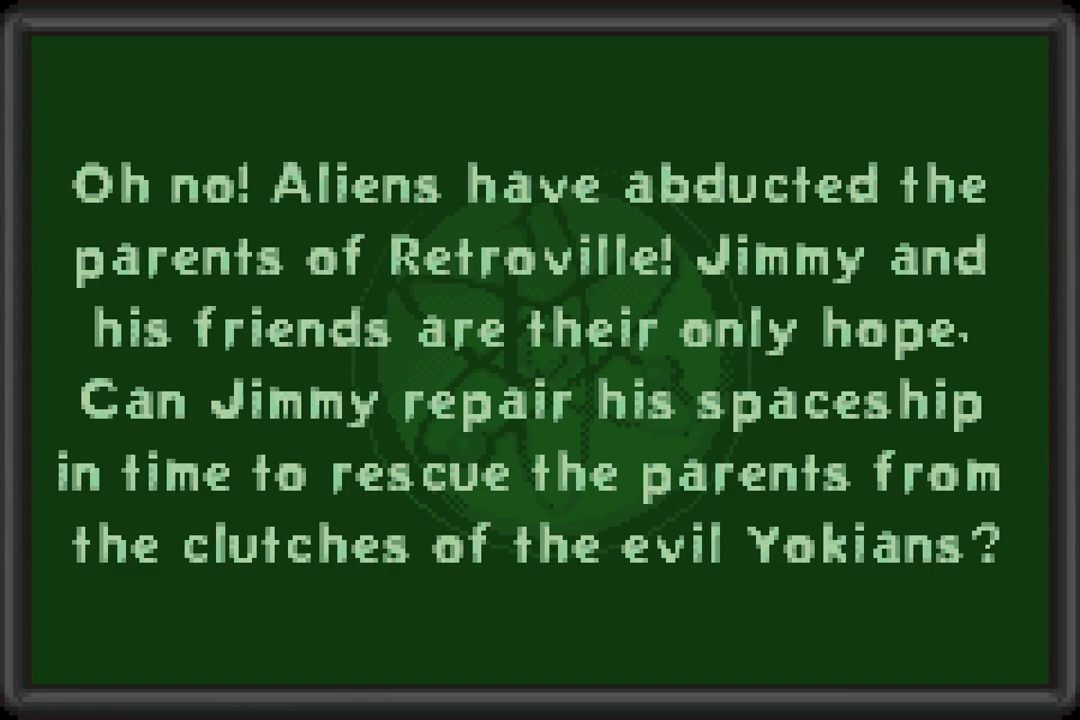 Oh no! Aliens have abducted the
parents of Retroville! Jimmy and
his friends are their only hope.
Can Jimmy repair his spaceship
in time to rescue the parents from
the clutches of the evil Yokians?